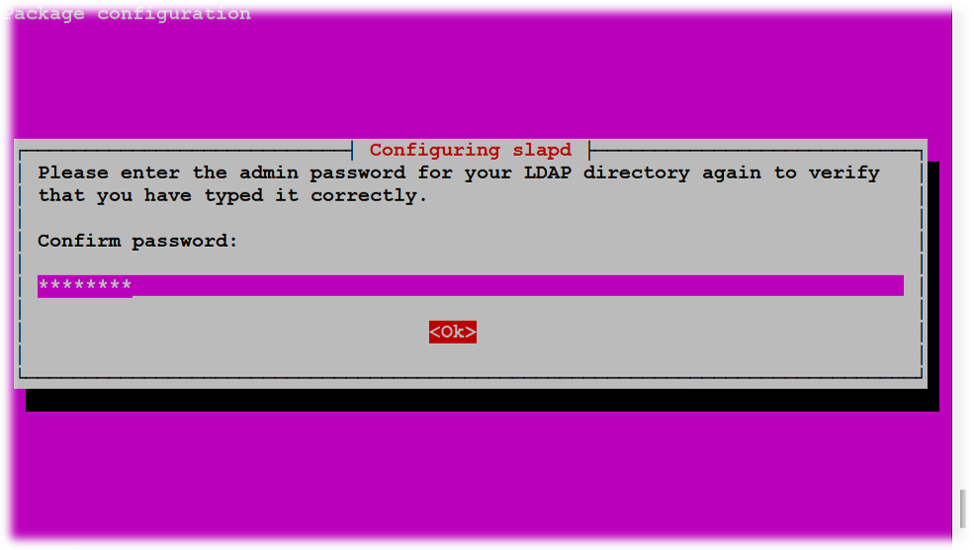 Package configuration
Configuring slapd
Please enter the admin password for your LDAP directory again to verify
that you have typed it correctly.
Confirm password:
********
<Ok>